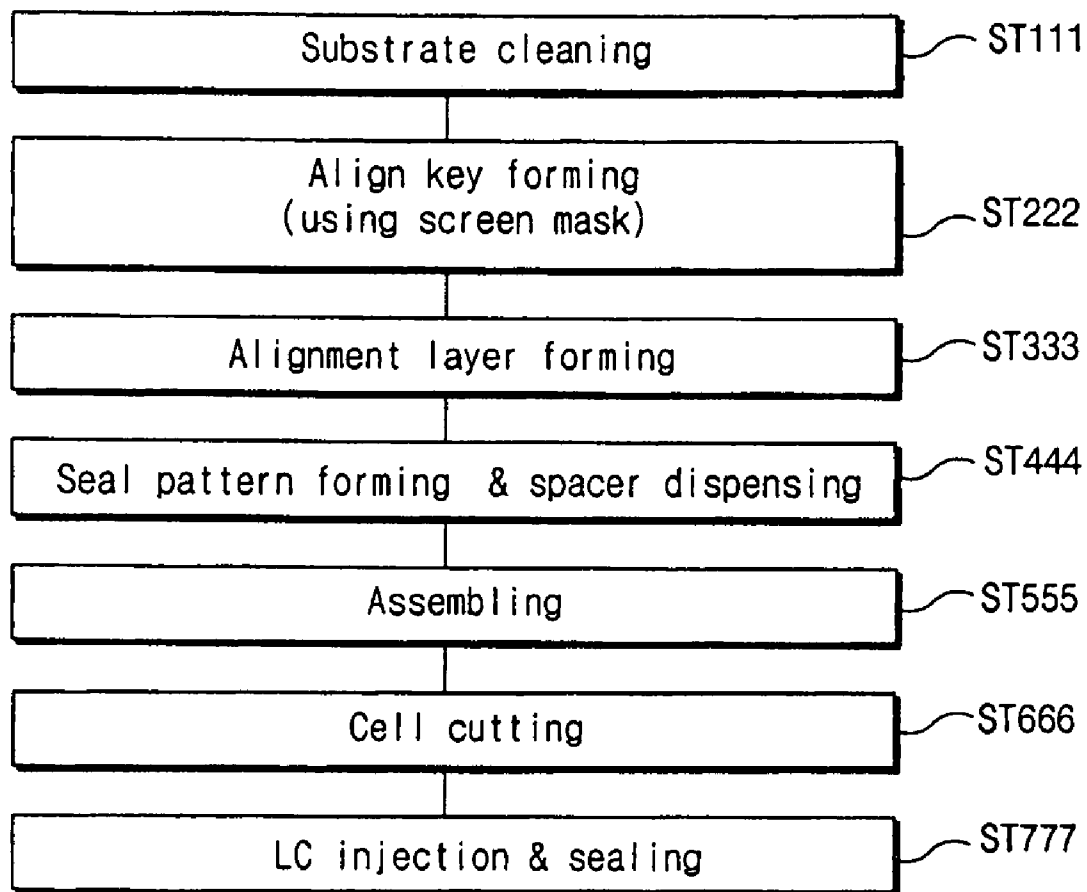 Substrate cleaning
ST111
Align key forming
(using screen mask)
ST222
Alignment layer forming
ST333
Seal pattern forming & spacer dispensing
ST444
Assembling
ST555
Cell cutting
ST666
LC injection & sealing
ST777